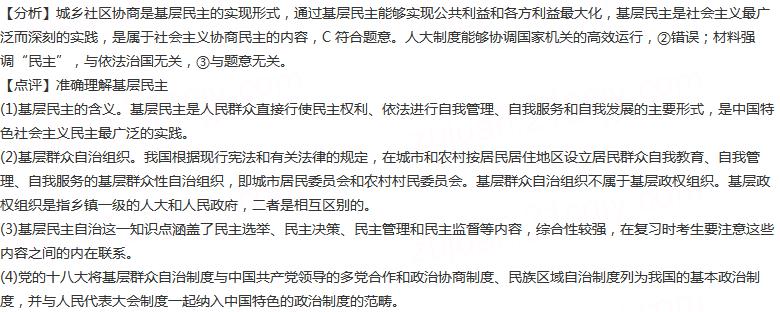 【分析】城乡社区协商是基层民主的实现形式，通过基层民主能够实现公共利益和各方利益最大化，基层民主是社会主义最广
泛而深刻的实践，是属于社会主义协商民主的内容，C 符合题意。人大制度能够协调国家机关的高效运行，②错误；材料强
调“民主”，与依法治国无关，③与题意无关。
【点评】准确理解基层民主
(1)基层民主的含义。基层民主是人民群众直接行使民主权利、依法进行自我管理、自我服务和自我发展的主要形式，是中国特
色社会主义民主最广泛的实践。
(2)基层群众自治组织。我国根据现行宪法和有关法律的规定，在城市和农村按居民居住地区设立居民群众自我教育、自我管
理、自我服务的基层群众性自治组织，即城市居民委员会和农村村民委员会。基层群众自治组织不属于基层政权组织。基层政
权组织是指乡镇一级的人大和人民政府，二者是相互区别的。
(3)基层民主自治这一知识点涵盖了民主选举、民主决策、民主管理和民主监督等内容，综合性较强，在复习时考生要注意这些
内容之间的内在联系。
(4)党的十八大将基层群众自治制度与中国共产党领导的多党合作和政治协商制度、民族区域自治制度列为我国的基本政治制
度，并与人民代表大会制度一起纳入中国特色的政治制度的范畴。